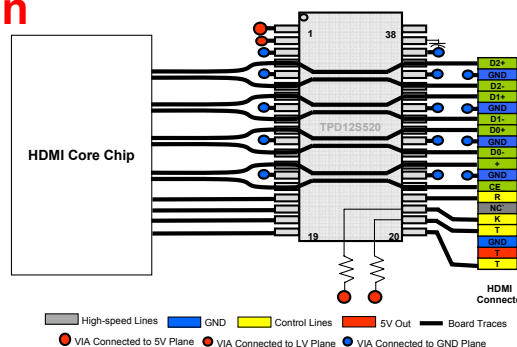 n
1
38
D2+
GND
D2-
D1+
GND
D1-
D0+
GND
D0-
+
GND
CE
R
NC
K
T
GND
T
T
TPD12S520
HDMI Core Chip
19
20
HDMI
Connecto
High-speed Lines
GND
Control Lines
5V Out
Board Traces
VIA Connected to 5V Plane
VIA Connected to LV Plane
VIA Connected to GND Plane